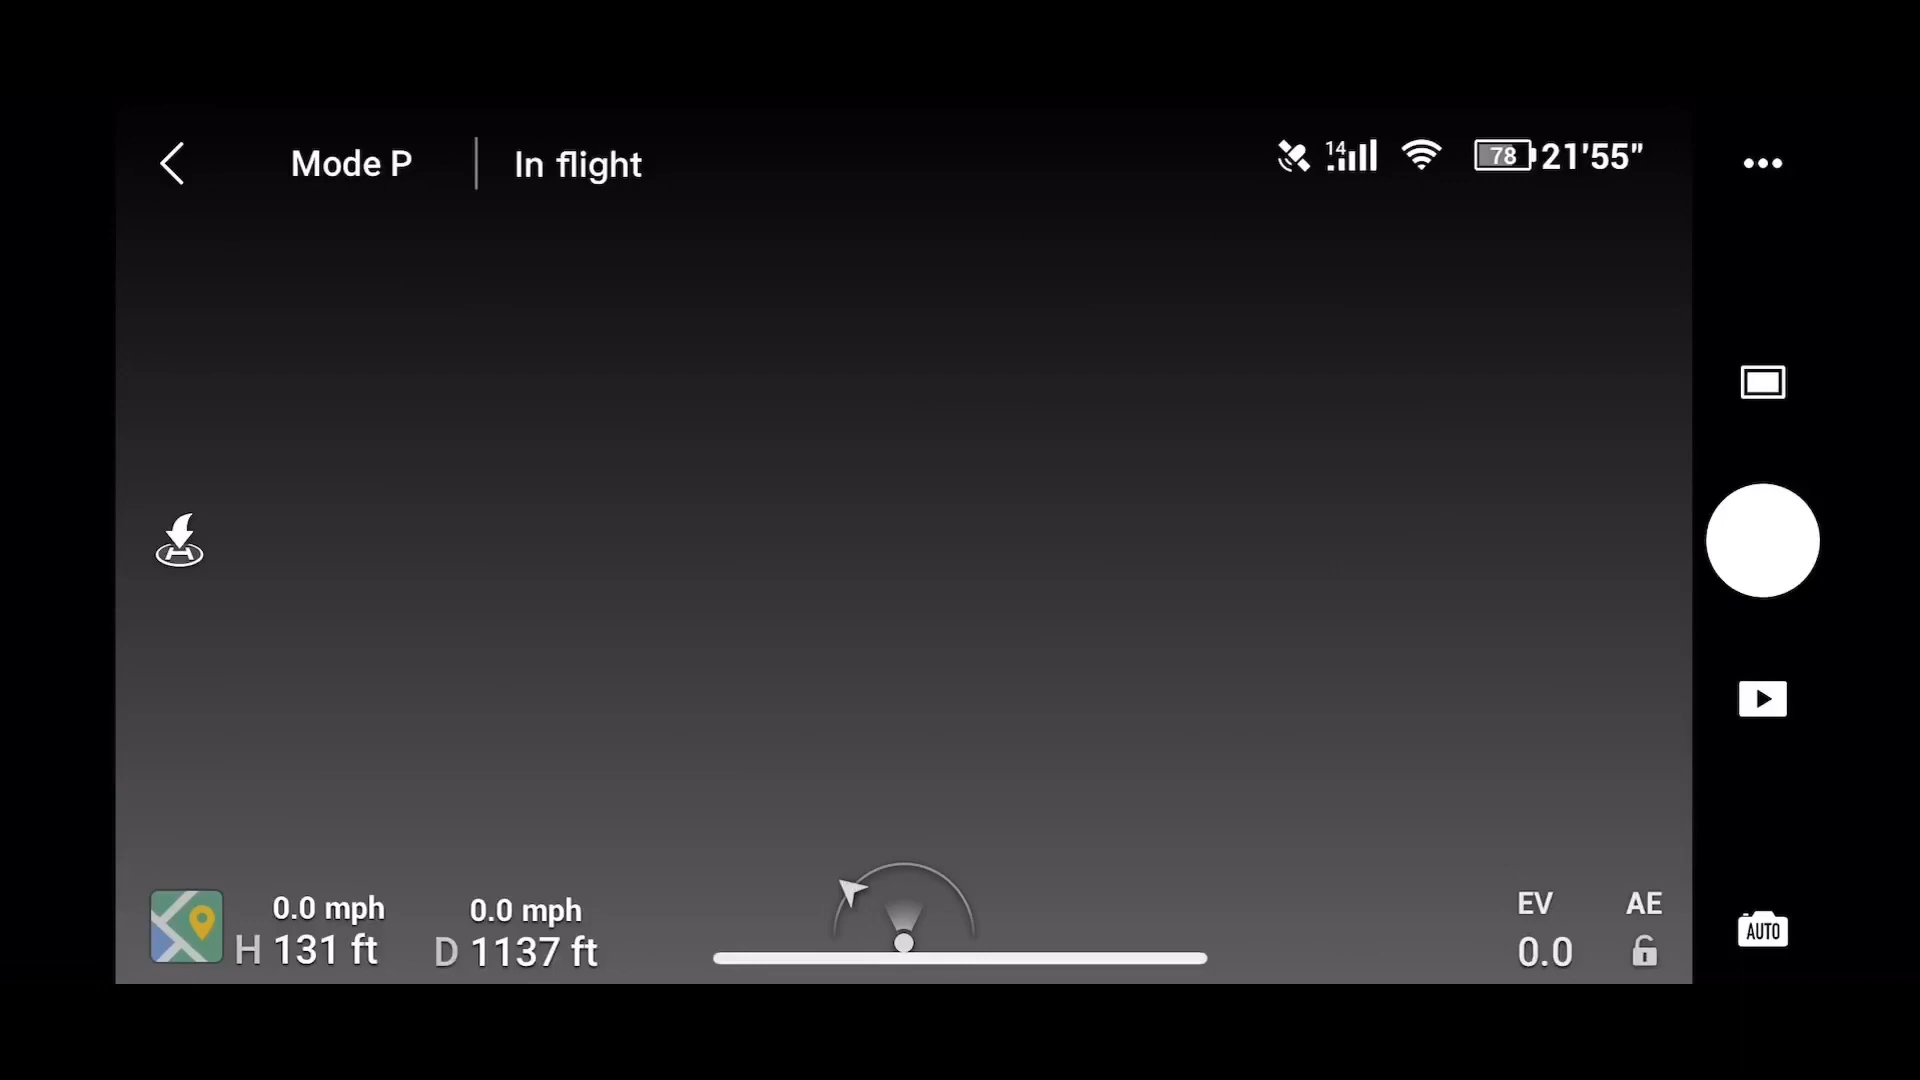 Mode P
In flight
14
78
21'55"
0.0 mph
0.0 mph
H 131 ft
D 1137 ft
EV
AE
0.0
AUTO